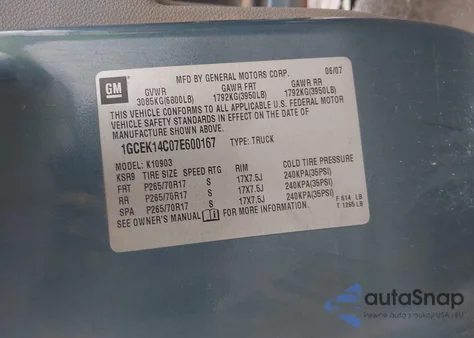 GM
MFD BY GENERAL MOTORS CORP. 06/07
GVWR GAWR FRT GAWR RR
3085KG(6800LB) 1792KG(3950LB) 1792KG(3950LB)
THIS VEHICLE CONFORMS TO ALL APPLICABLE U.S. FEDERAL MOTOR
VEHICLE SAFETY STANDARDS IN EFFECT ON THE DATE OF
MANUFACTURE SHOWN ABOVE.
1GCEK14C07E600167 TYPE: TRUCK
MODEL: K10903
KSR9 TIRE SIZE SPEED RTG RIM COLD TIRE PRESSURE
FRT P265/70R17 S 17X7.5J 240KPA(35PSI)
RR P265/70R17 S 17X7.5J 240KPA(35PSI)
SPA P265/70R17 S 17X7.5J 240KPA(35PSI)
SEE OWNER'S MANUAL FOR MORE INFORMATION.
F 614 LB
T 1265 LB
autoSnap